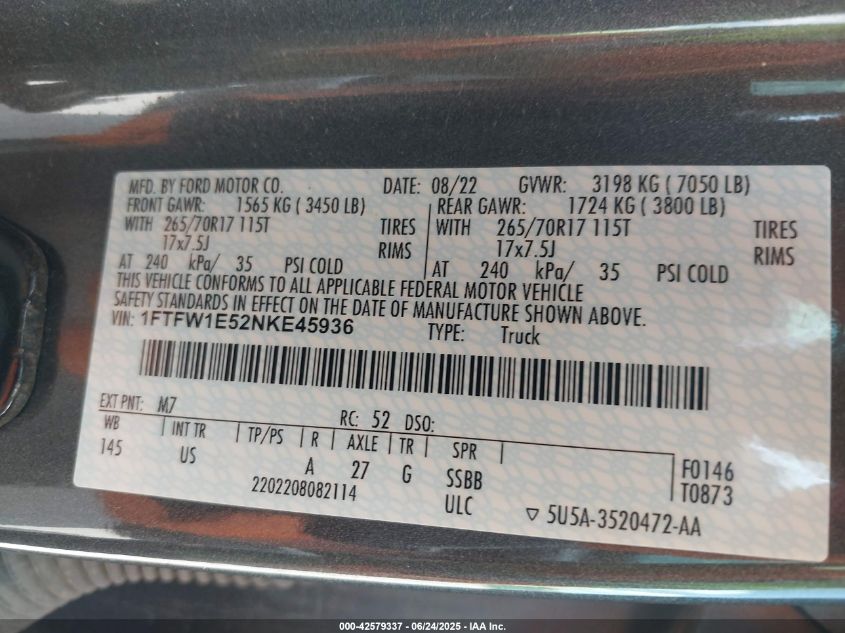 MFD. BY FORD MOTOR CO. DATE: 08/22 GVWR: 3198 KG ( 7050 LB)
FRONT GAWR: 1565 KG ( 3450 LB) REAR GAWR: 1724 KG ( 3800 LB)
WITH 265/70R17 115T TIRES WITH 265/70R17 115T TIRES
17x7.5J RIMS 17x7.5J RIMS
AT 240 kPa/ 35 PSI COLD AT 240 kPa/ 35 PSI COLD
THIS VEHICLE CONFORMS TO ALL APPLICABLE FEDERAL MOTOR VEHICLE
SAFETY STANDARDS IN EFFECT ON THE DATE OF MANUFACTURE SHOWN ABOVE.
VIN: 1FTFW1E52NKE45936 TYPE: Truck
EXT PNT: M7 RC: 52 DSO:
WB INT TR TP/PS R AXLE TR SPR
145 US A 27 G SSBB F0146
2202208082114 ULC T0873
▽ 5U5A-3520472-AA
000-42579337 - 06/24/2025 - IAA Inc.